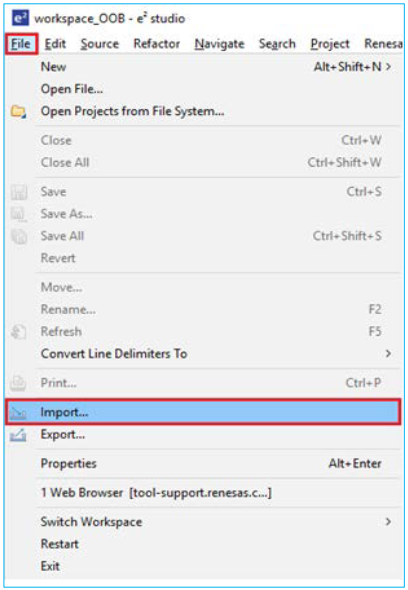 e² workspace_OOB - e² studio
File Edit Source Refactor Navigate Search Project Renesa
New Alt+Shift+N >
Open File...
Open Projects from File System...
Close Ctrl+W
Close All Ctrl+Shift+W
Save Ctrl+S
Save As...
Save All Ctrl+Shift+S
Revert
Move...
Rename... F2
Refresh F5
Convert Line Delimiters To >
Print... Ctrl+P
Import...
Export...
Properties Alt+Enter
1 Web Browser [tool-support.renesas.c...]
Switch Workspace >
Restart
Exit